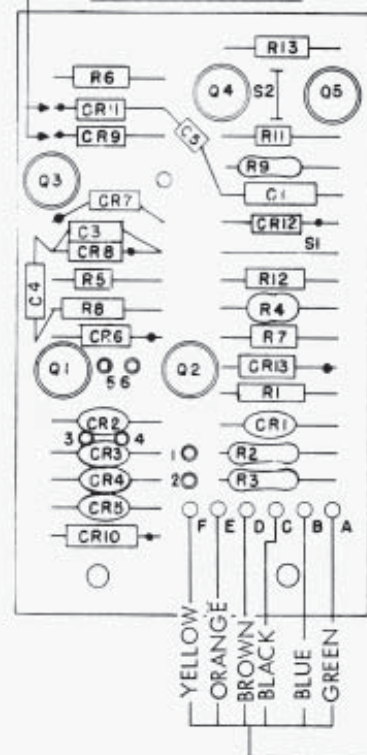 R13
R6
Q4 S2 Q5
CR11
C5
CR9
R11
Q3
R9
CR7
C1
C3
CR12
CR8
S1
C4
R5
R12
R8
R4
CR6
R7
Q1
Q2
CR13
5 6
R1
CR2
CR1
3 4
CR3
1
R2
CR4
2
R3
CR5
F E D C B A
CR10
YELLOW
ORANGE
BROWN
BLACK
BLUE
GREEN